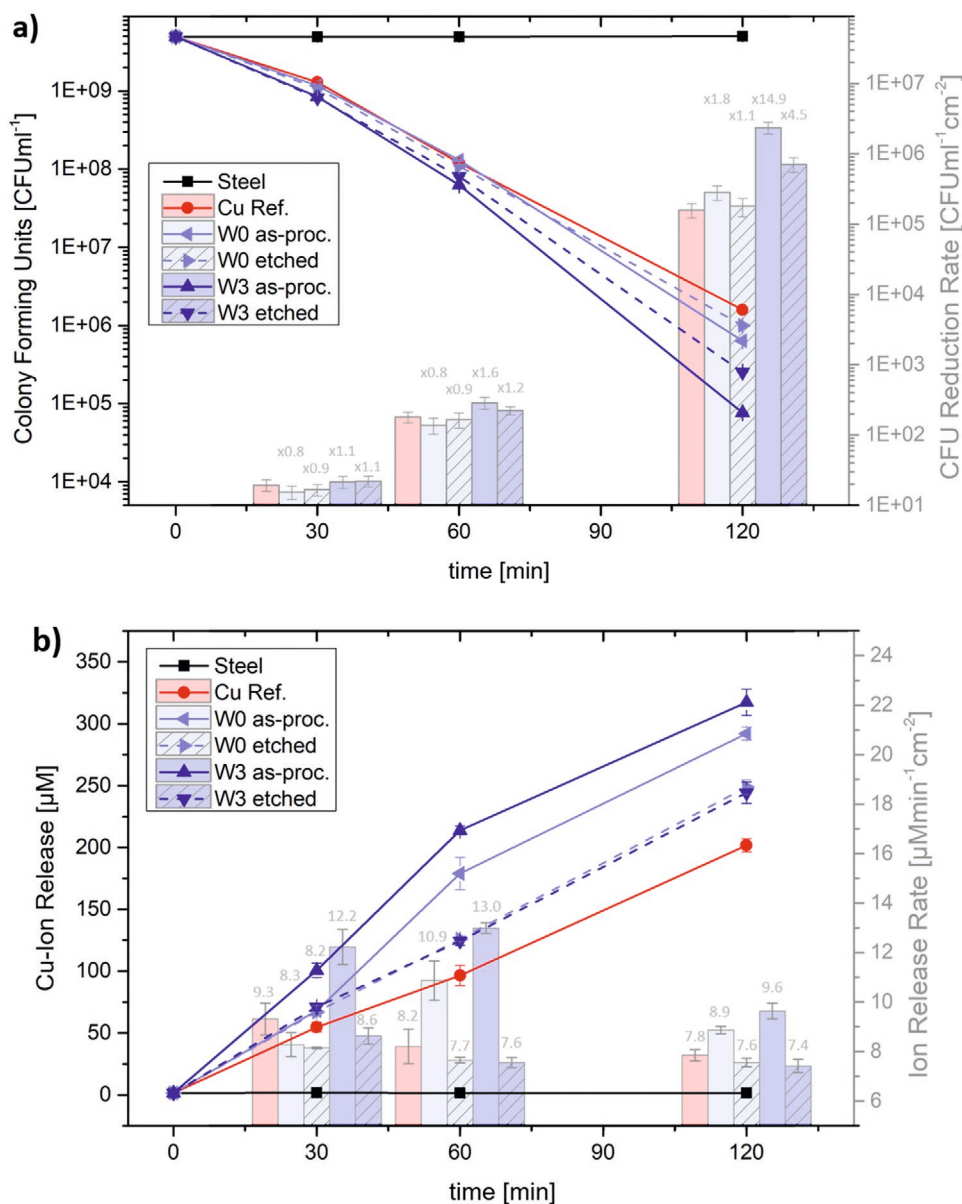 a)
Colony Forming Units [CFUml⁻¹]
1E+09
1E+08
1E+07
1E+06
1E+05
1E+04
Steel
Cu Ref.
W0 as-proc.
W0 etched
W3 as-proc.
W3 etched
x0.8
x0.9
x1.1
x1.1
x0.8
x0.9
x1.6
x1.2
x1.8
x1.1
x14.9
x4.5
1E+07
1E+06
1E+05
1E+04
1E+03
1E+02
1E+01
CFU Reduction Rate [CFUml⁻¹cm⁻²]
0 30 60 90 120
time [min]
b)
Cu-Ion Release [µM]
350
300
250
200
150
100
50
0
Steel
Cu Ref.
W0 as-proc.
W0 etched
W3 as-proc.
W3 etched
9.3
8.3
8.2
12.2
8.6
8.2
10.9
7.7
13.0
7.6
7.8
8.9
7.6
9.6
7.4
24
22
20
18
16
14
12
10
8
6
Ion Release Rate [µMmin⁻¹cm⁻²]
0 30 60 90 120
time [min]